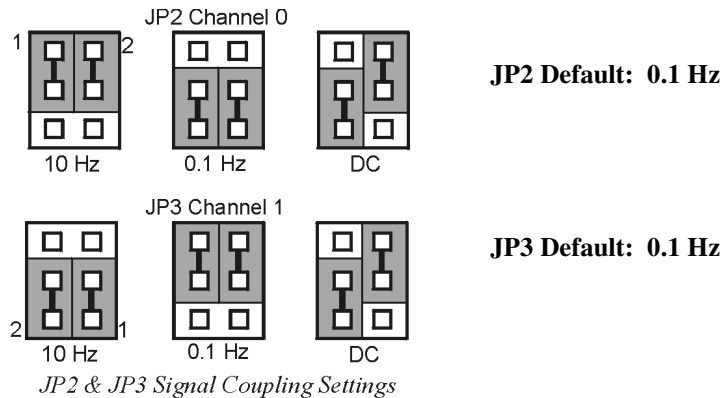 JP2 Channel 0
1 2
10 Hz 0.1 Hz DC
JP2 Default: 0.1 Hz
JP3 Channel 1
2 1
10 Hz 0.1 Hz DC
JP3 Default: 0.1 Hz
JP2 & JP3 Signal Coupling Settings